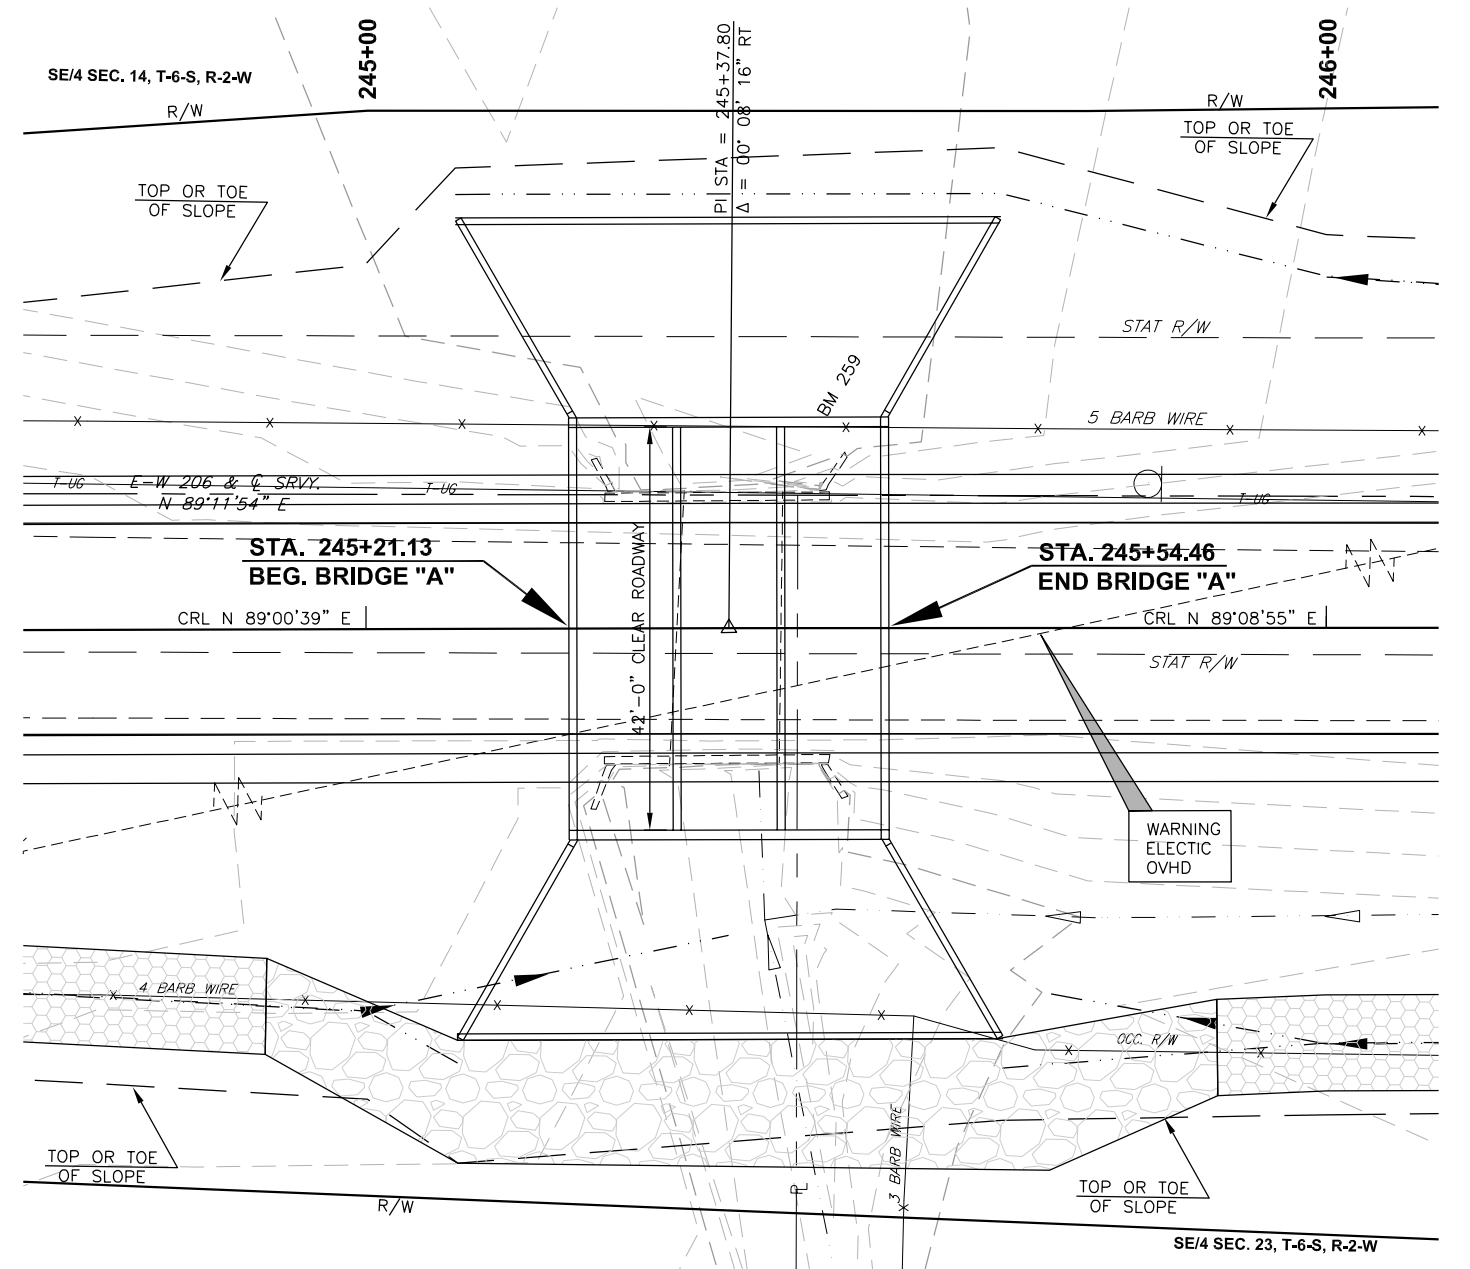 245+00
PI STA = 245+37.80
Δ = 00° 08' 16" RT
246+00
SE/4 SEC. 14, T-6-S, R-2-W
R/W
R/W
TOP OR TOE
OF SLOPE
TOP OR TOE
OF SLOPE
STAT R/W
BM 259
5 BARB WIRE
T-UG
E-W 206 & ℄ SRVY.
N 89°11'54" E
T-UG
T-UG
STA. 245+21.13
BEG. BRIDGE "A"
42'-0" CLEAR ROADWAY
STA. 245+54.46
END BRIDGE "A"
CRL N 89°00'39" E
CRL N 89°08'55" E
STAT R/W
WARNING
ELECTIC
OVHD
4 BARB WIRE
OCC. R/W
3 BARB WIRE
TOP OR TOE
OF SLOPE
TOP OR TOE
OF SLOPE
R/W
SE/4 SEC. 23, T-6-S, R-2-W